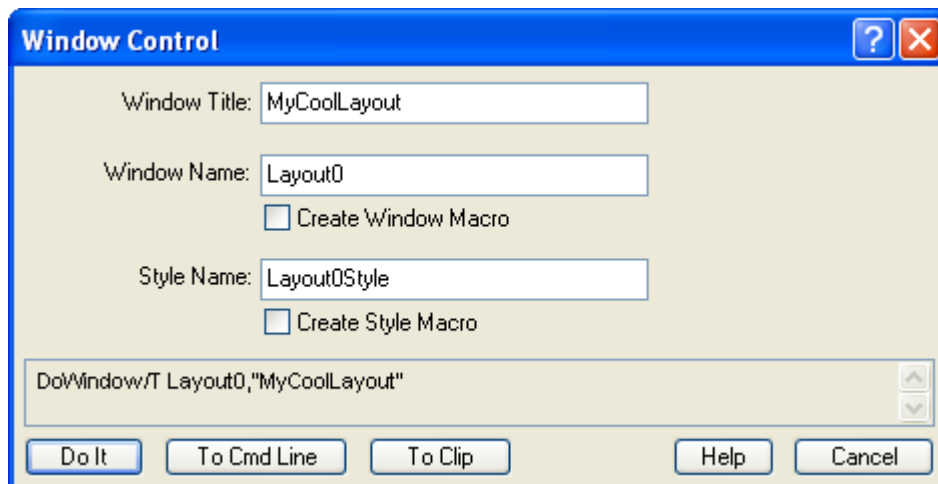 Window Control
Window Title: MyCoolLayout
Window Name: Layout0
Create Window Macro
Style Name: Layout0Style
Create Style Macro
DoWindow/T Layout0,"MyCoolLayout"
Do It To Cmd Line To Clip Help Cancel